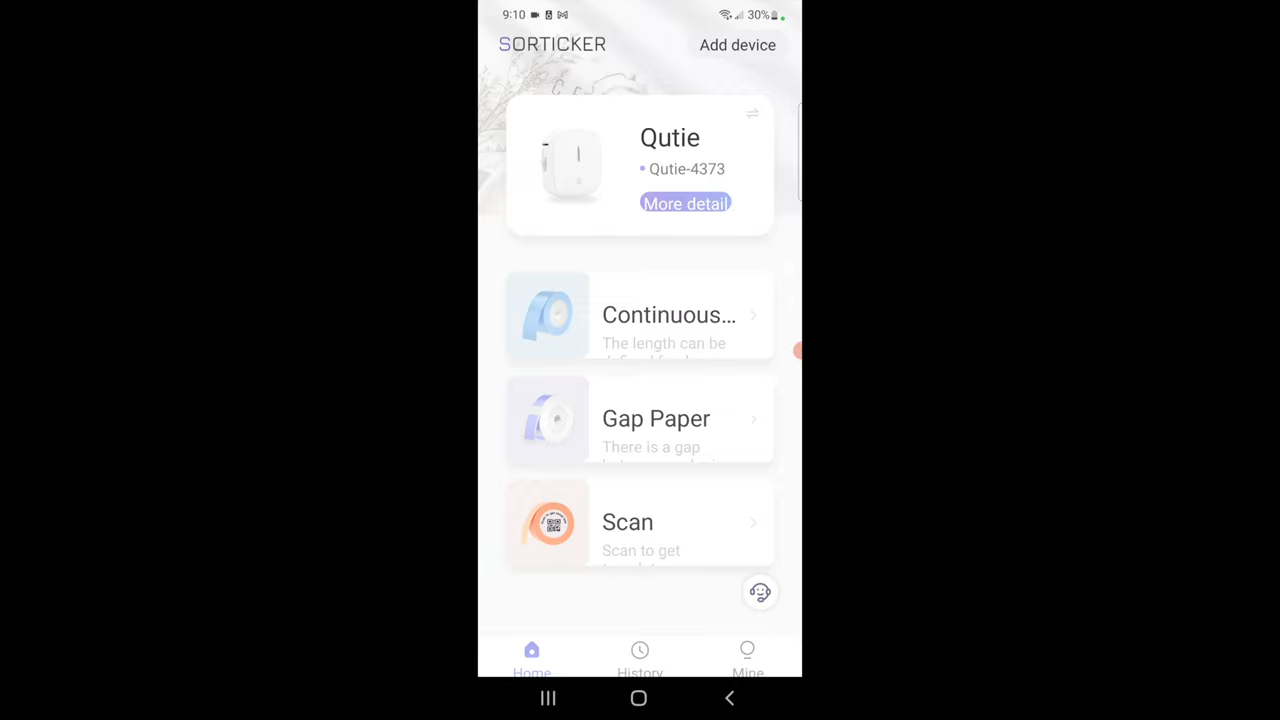 9:10
30%
SORTICKER
Add device
Qutie
• Qutie-4373
More detail
Continuous...
The length can be
Gap Paper
There is a gap
Scan
Scan to get
Home
History
Mine